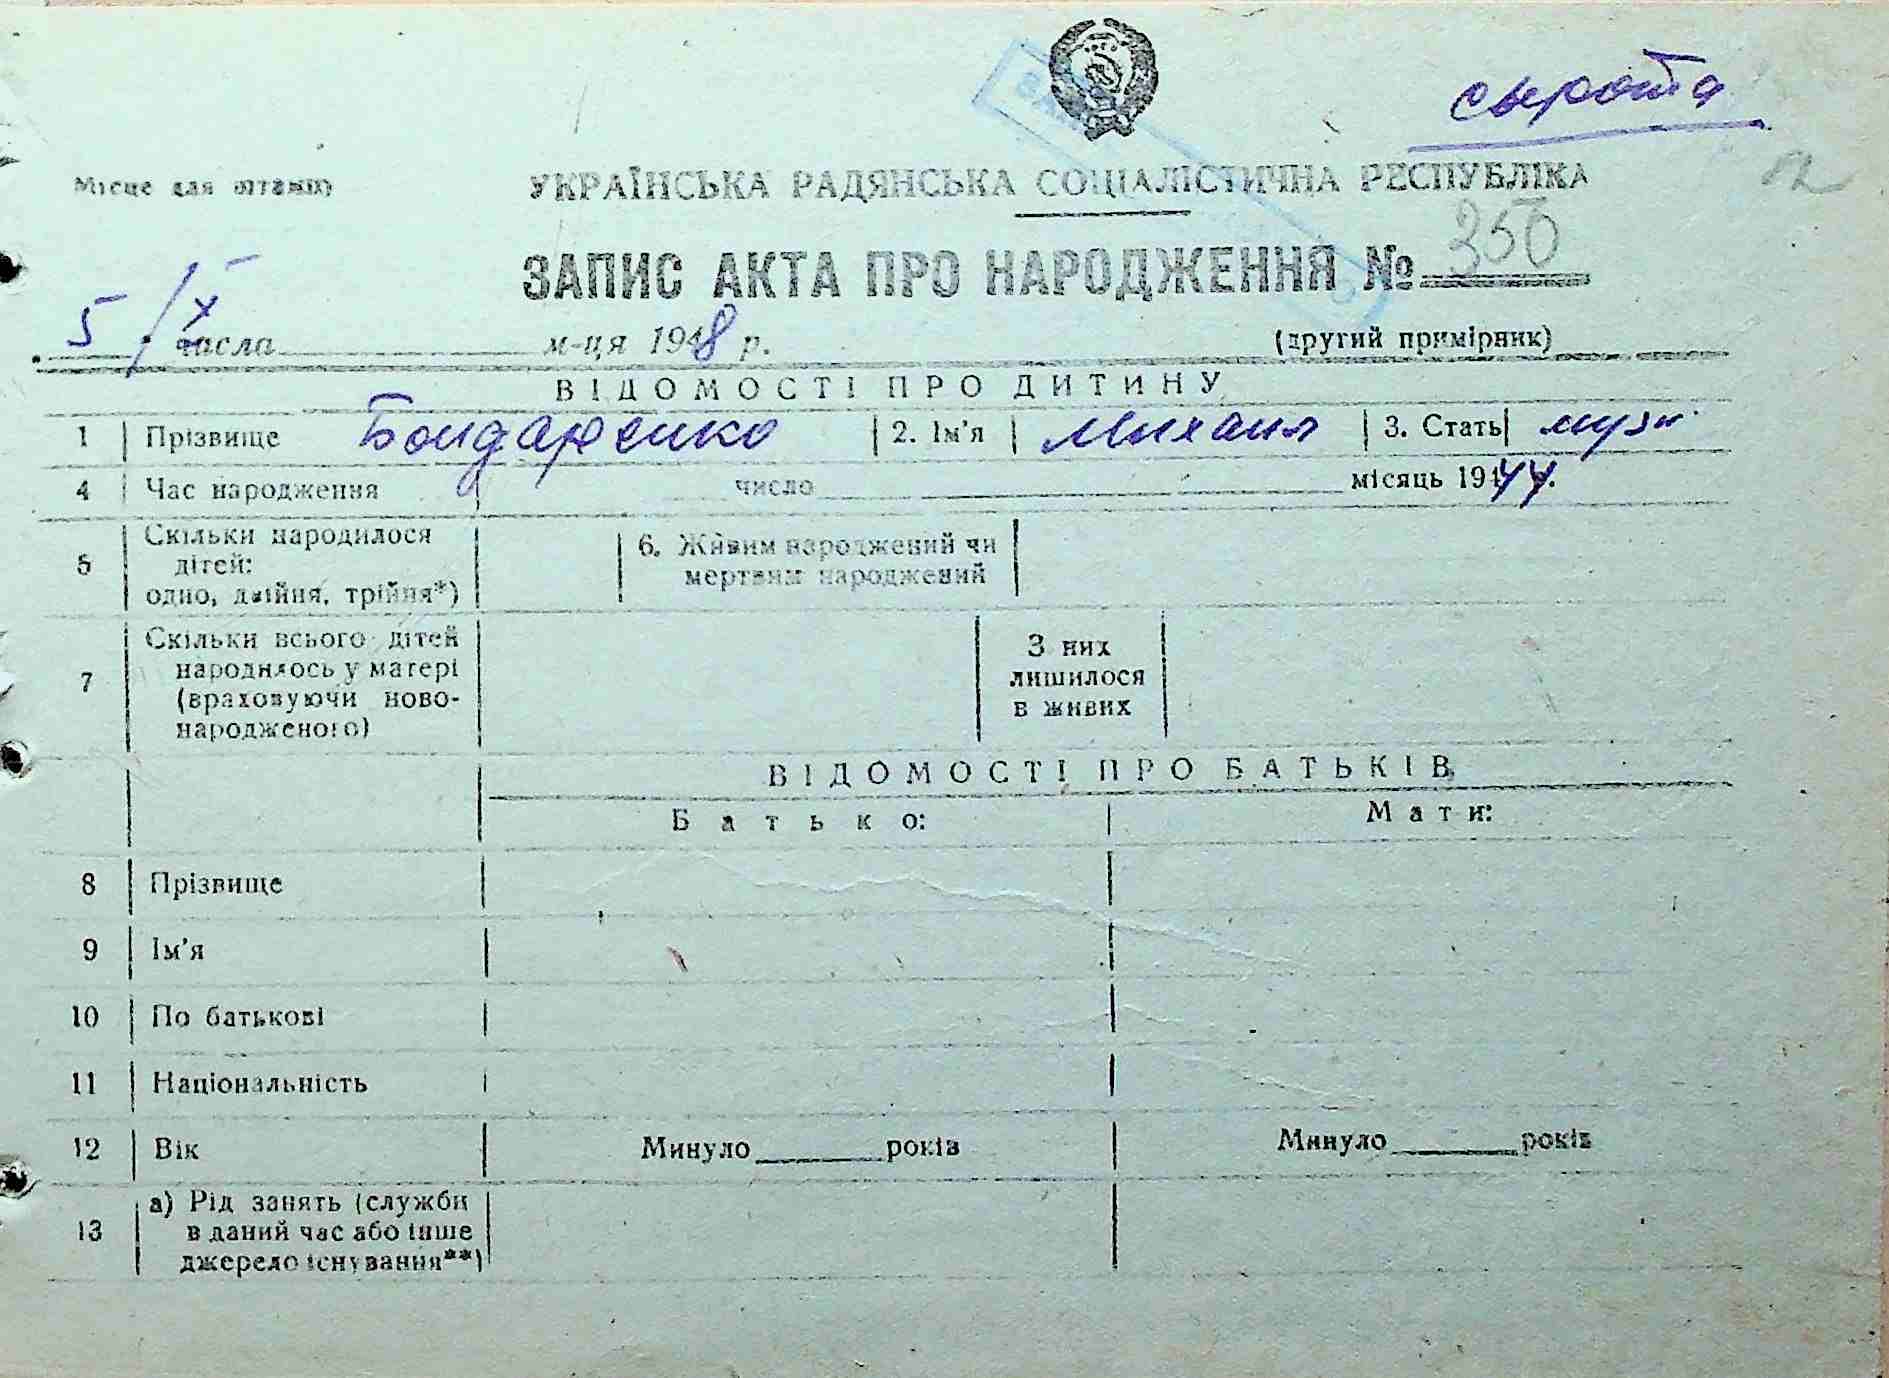 сырота
Місце для штампу
УКРАЇНСЬКА РАДЯНСЬКА СОЦІАЛІСТИЧНА РЕСПУБЛІКА
ЗАПИС АКТА ПРО НАРОДЖЕННЯ № 350
5/X числа м-ця 1948 р. (другий примірник)
ВІДОМОСТІ ПРО ДИТИНУ
1 Прізвище Бондаренко 2. Ім'я Михаил 3. Стать муж
4 Час народження число місяць 1944 р.
5 Скільки народилося дітей: одно, двійня, трійня*)
6. Живим народжений чи мертвим народжений
7 Скільки всього дітей народилось у матері (враховуючи новонародженого)
З них лишилося в живих
ВІДОМОСТІ ПРО БАТЬКІВ
Батько: Мати:
8 Прізвище
9 Ім'я
10 По батькові
11 Національність
12 Вік Минуло років Минуло років
13 а) Рід занять (служби в даний час або інше джерело існування**)